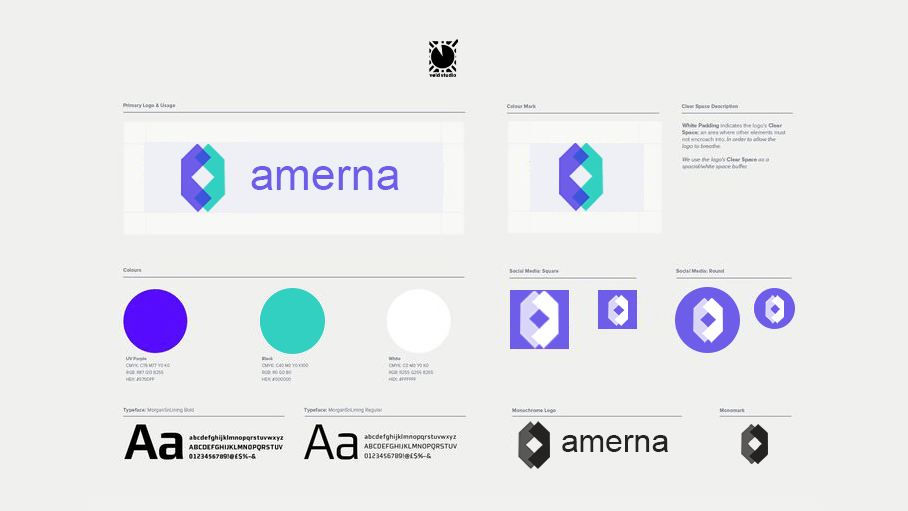 void studio
Primary Logo & Usage
Colour Mark
Clear Space Description
amerna
White Padding indicates the logo's Clear
Space; an area where other elements must
not encroach into. In order to allow the
logo to breathe.
We use the logo's Clear Space as a
spacial/white space buffer.
Colours
Social Media: Square
Social Media: Round
UV Purple
CMYK: C76 M77 Y0 K0
RGB: R87 G0 B255
HEX: #5700FF
Black
CMYK: C40 M0 Y0 K100
RGB: R0 G0 B0
HEX: #000000
White
CMYK: C0 M0 Y0 K0
RGB: R255 G255 B255
HEX: #FFFFFF
Typeface: MorganSnLining Bold
Aa
abcdefghijklmnopqrstuvwxyz
ABCDEFGHIJKLMNOPQRSTUV
0123456789!@£$%-&
Typeface: MorganSnLining Regular
Aa
abcdefghijklmnopqrstuvwxyz
ABCDEFGHIJKLMNOPQRSTUV
0123456789!@£$%-&
Monochrome Logo
amerna
Monomark